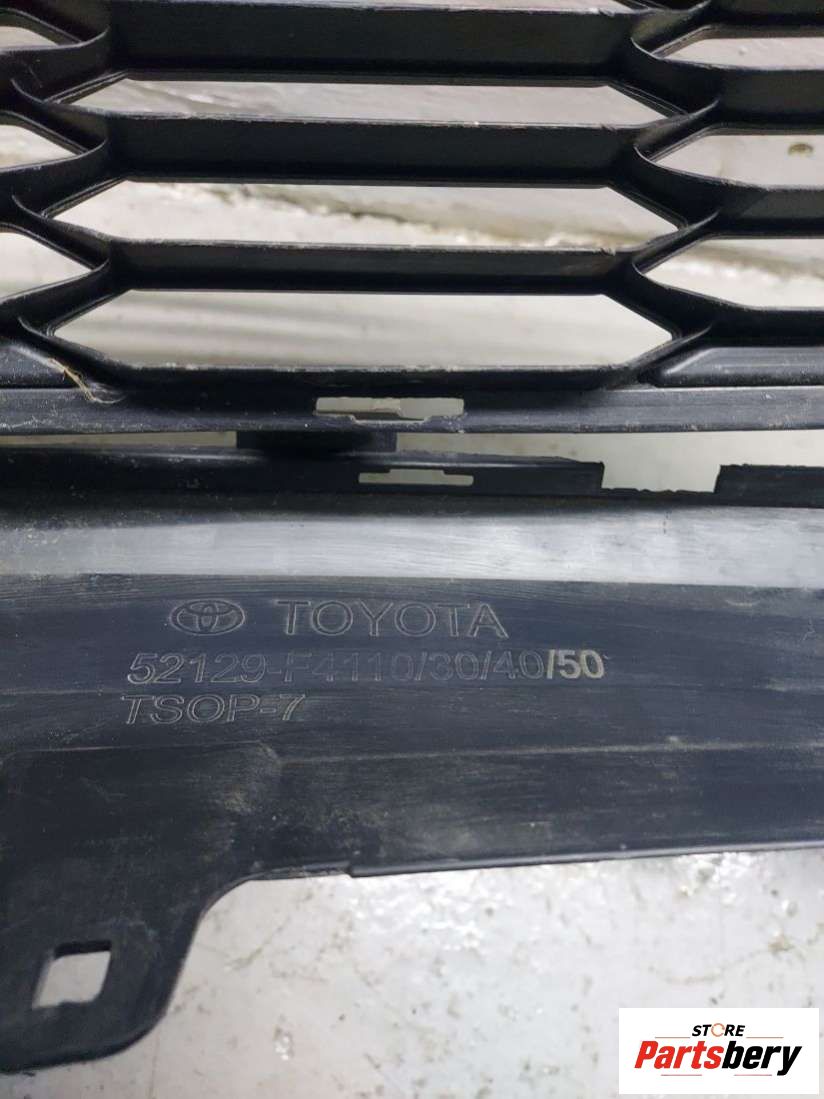 TOYOTA
52129-F4110/30/40/50
TSOP-7
STORE
Partsbery